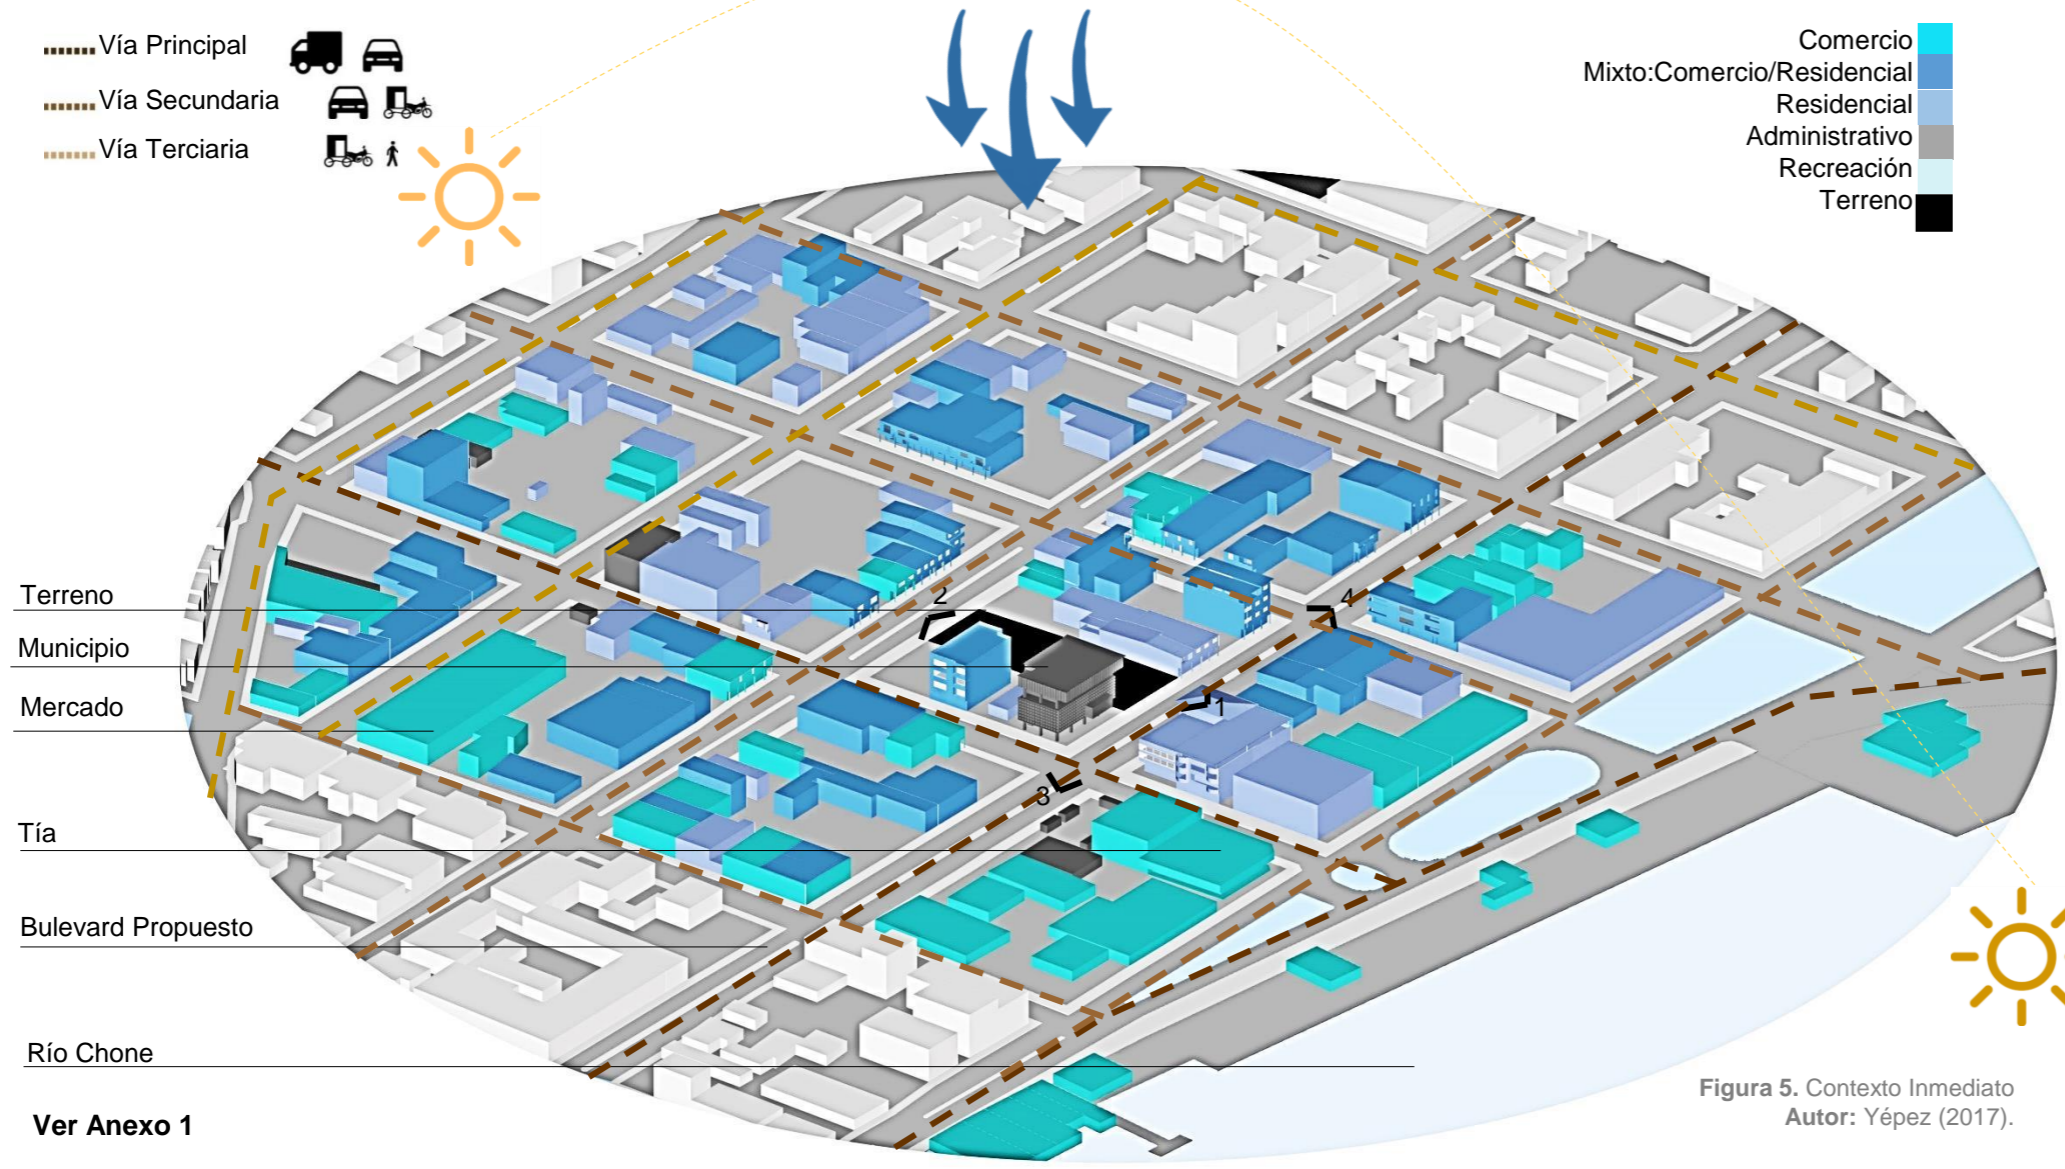 Vía Principal
Vía Secundaria
Vía Terciaria
Comercio
Mixto:Comercio/Residencial
Residencial
Administrativo
Recreación
Terreno
Terreno
Municipio
Mercado
Tía
Bulevard Propuesto
Río Chone
2
4
1
3
Ver Anexo 1
Figura 5. Contexto Inmediato
Autor: Yépez (2017).